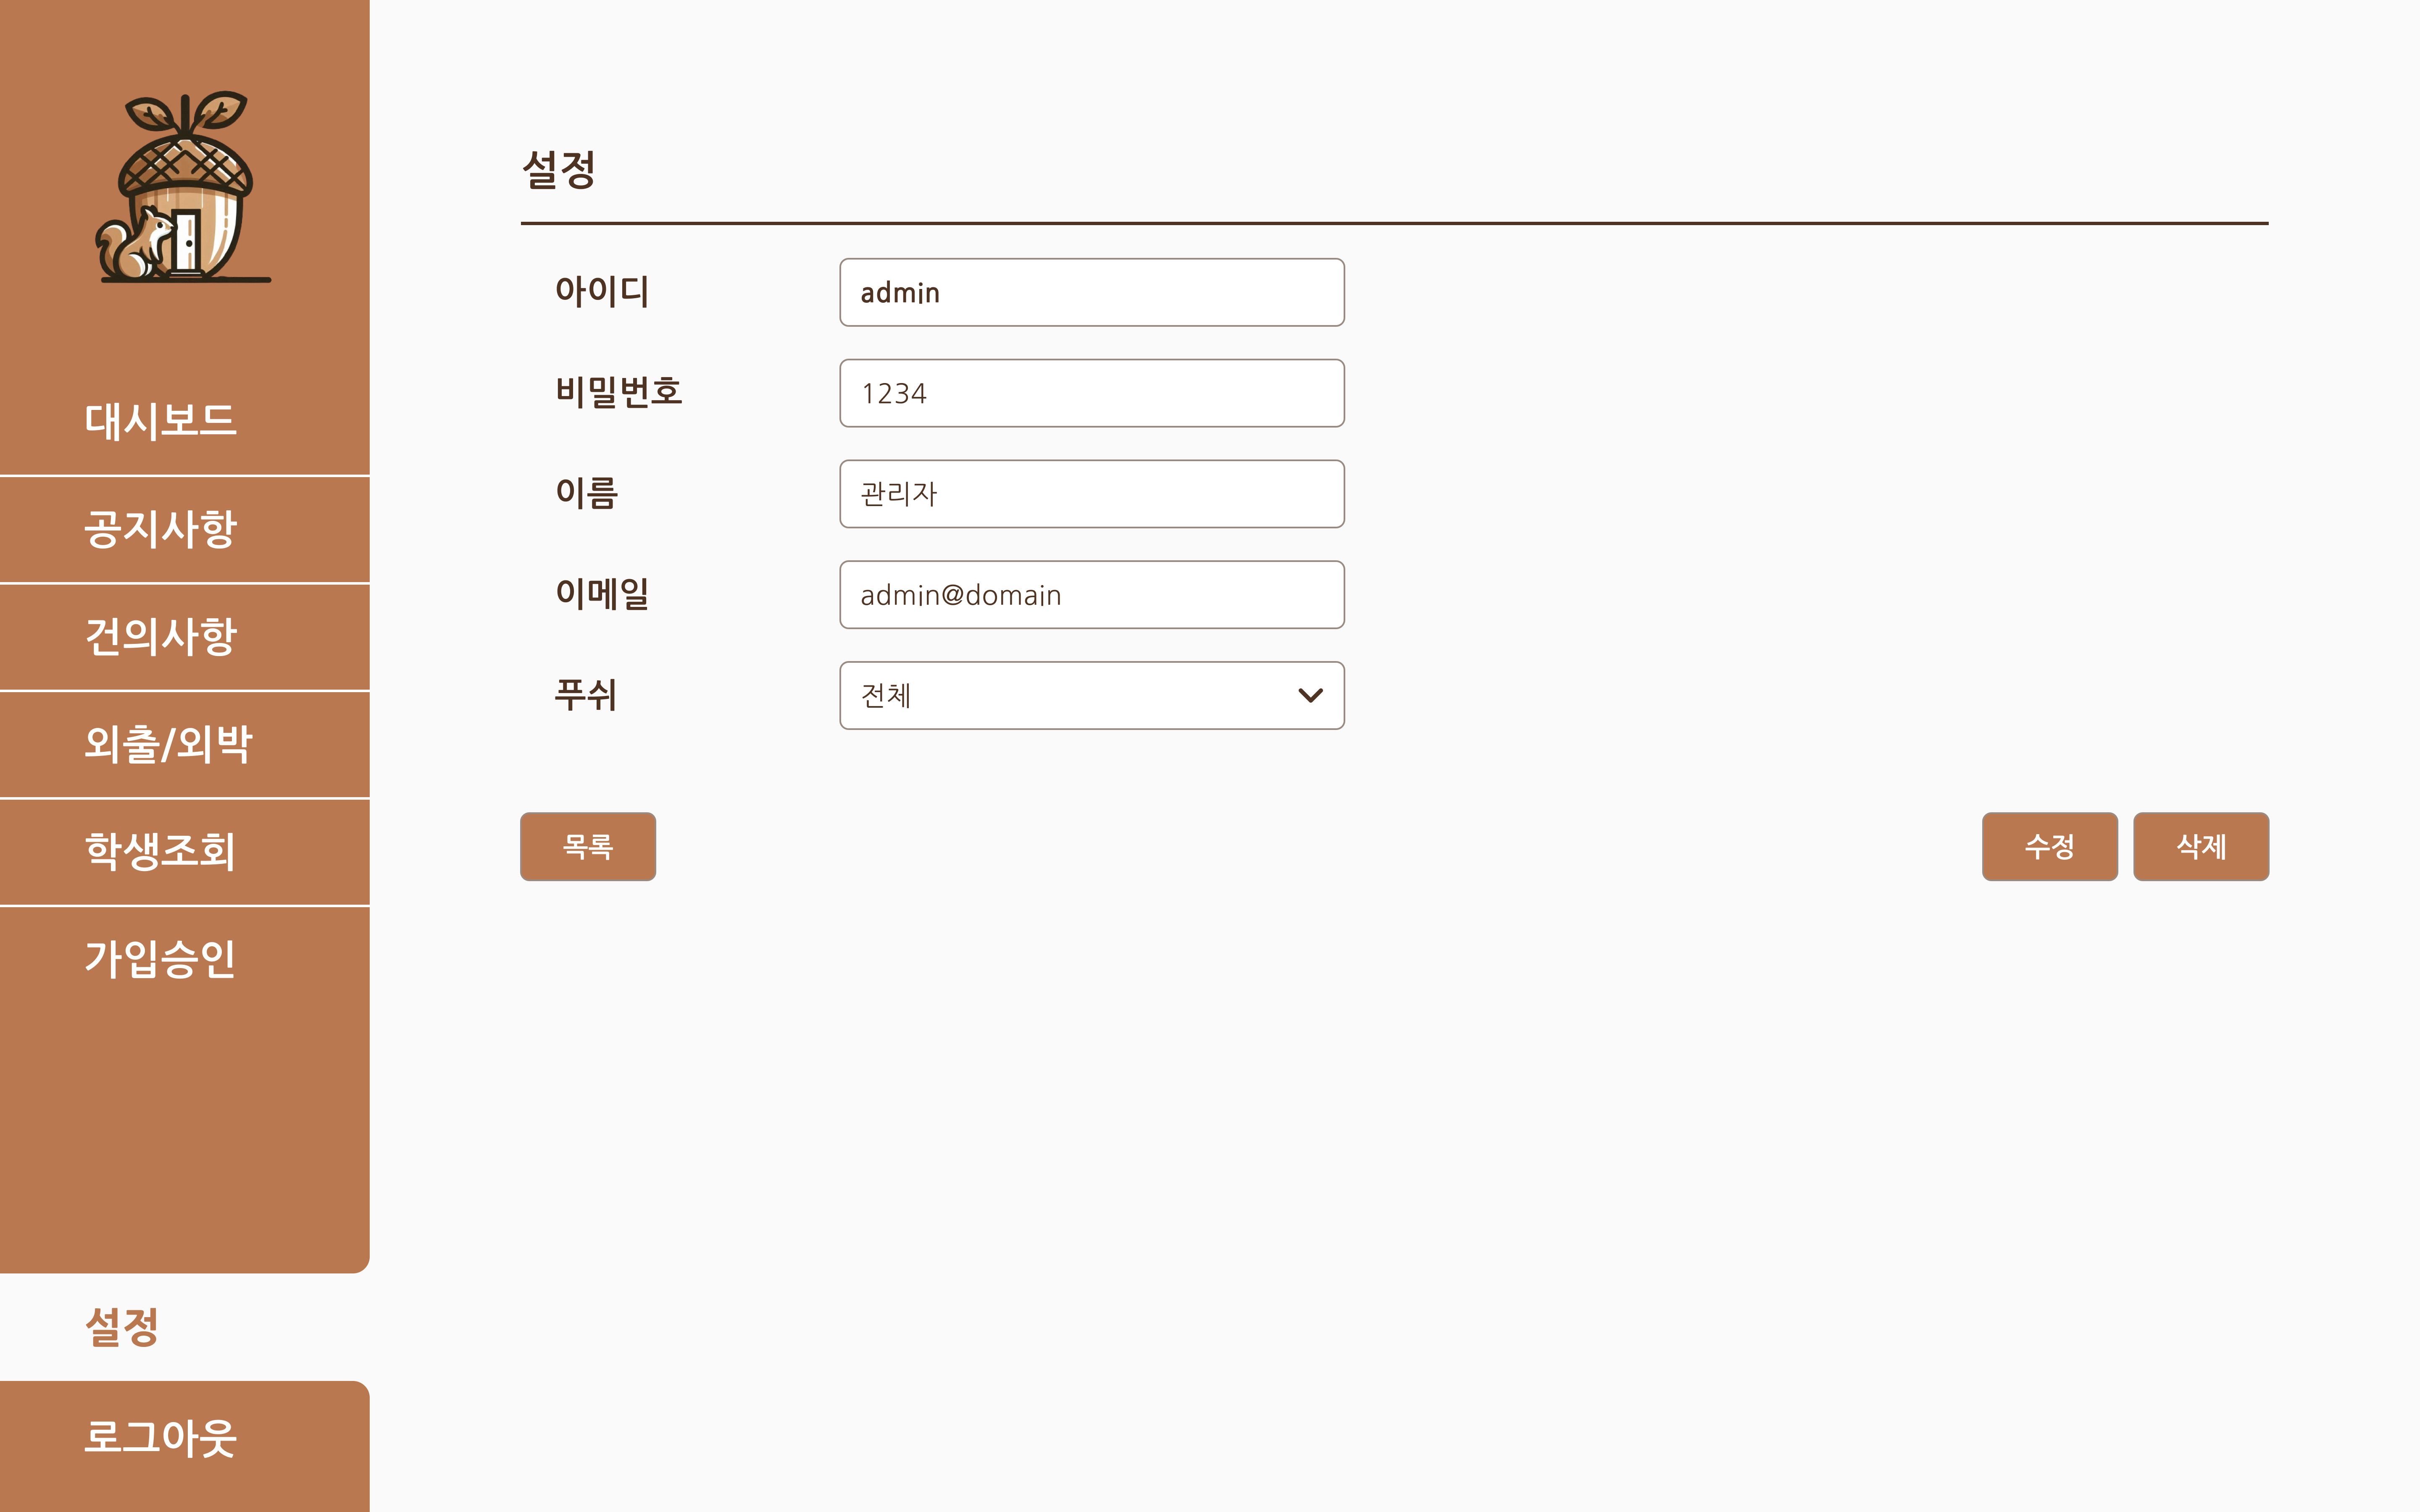 대시보드
공지사항
건의사항
외출/외박
학생조회
가입승인
설정
로그아웃
설정
아이디
admin
비밀번호
1234
이름
관리자
이메일
admin@domain
푸쉬
전체
목록
수정
삭제